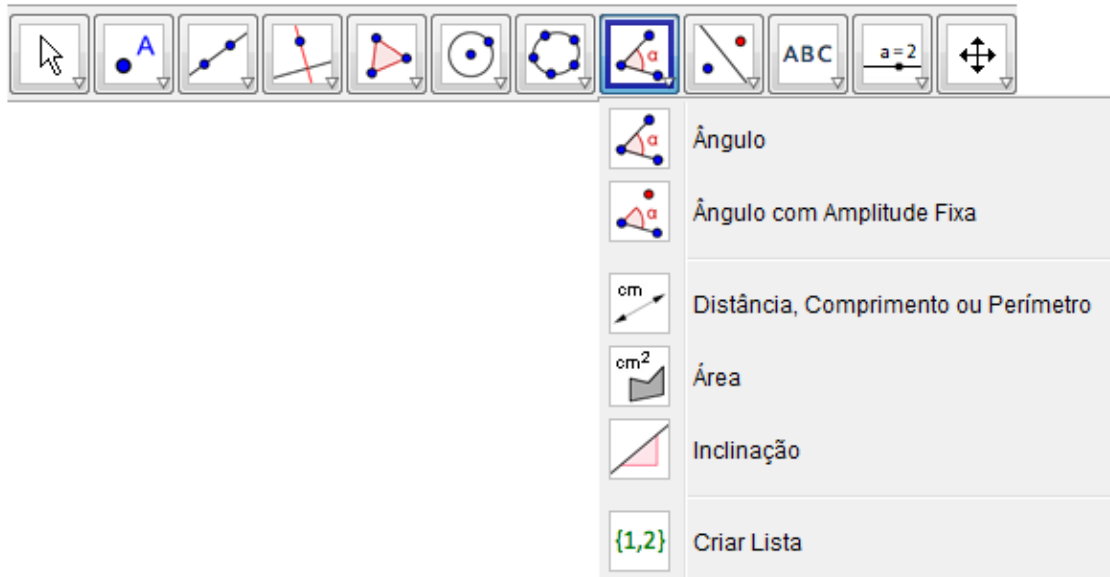 A
α
ABC
a=2
α
Ângulo
α
Ângulo com Amplitude Fixa
cm
Distância, Comprimento ou Perímetro
cm²
Área
Inclinação
{1,2}
Criar Lista